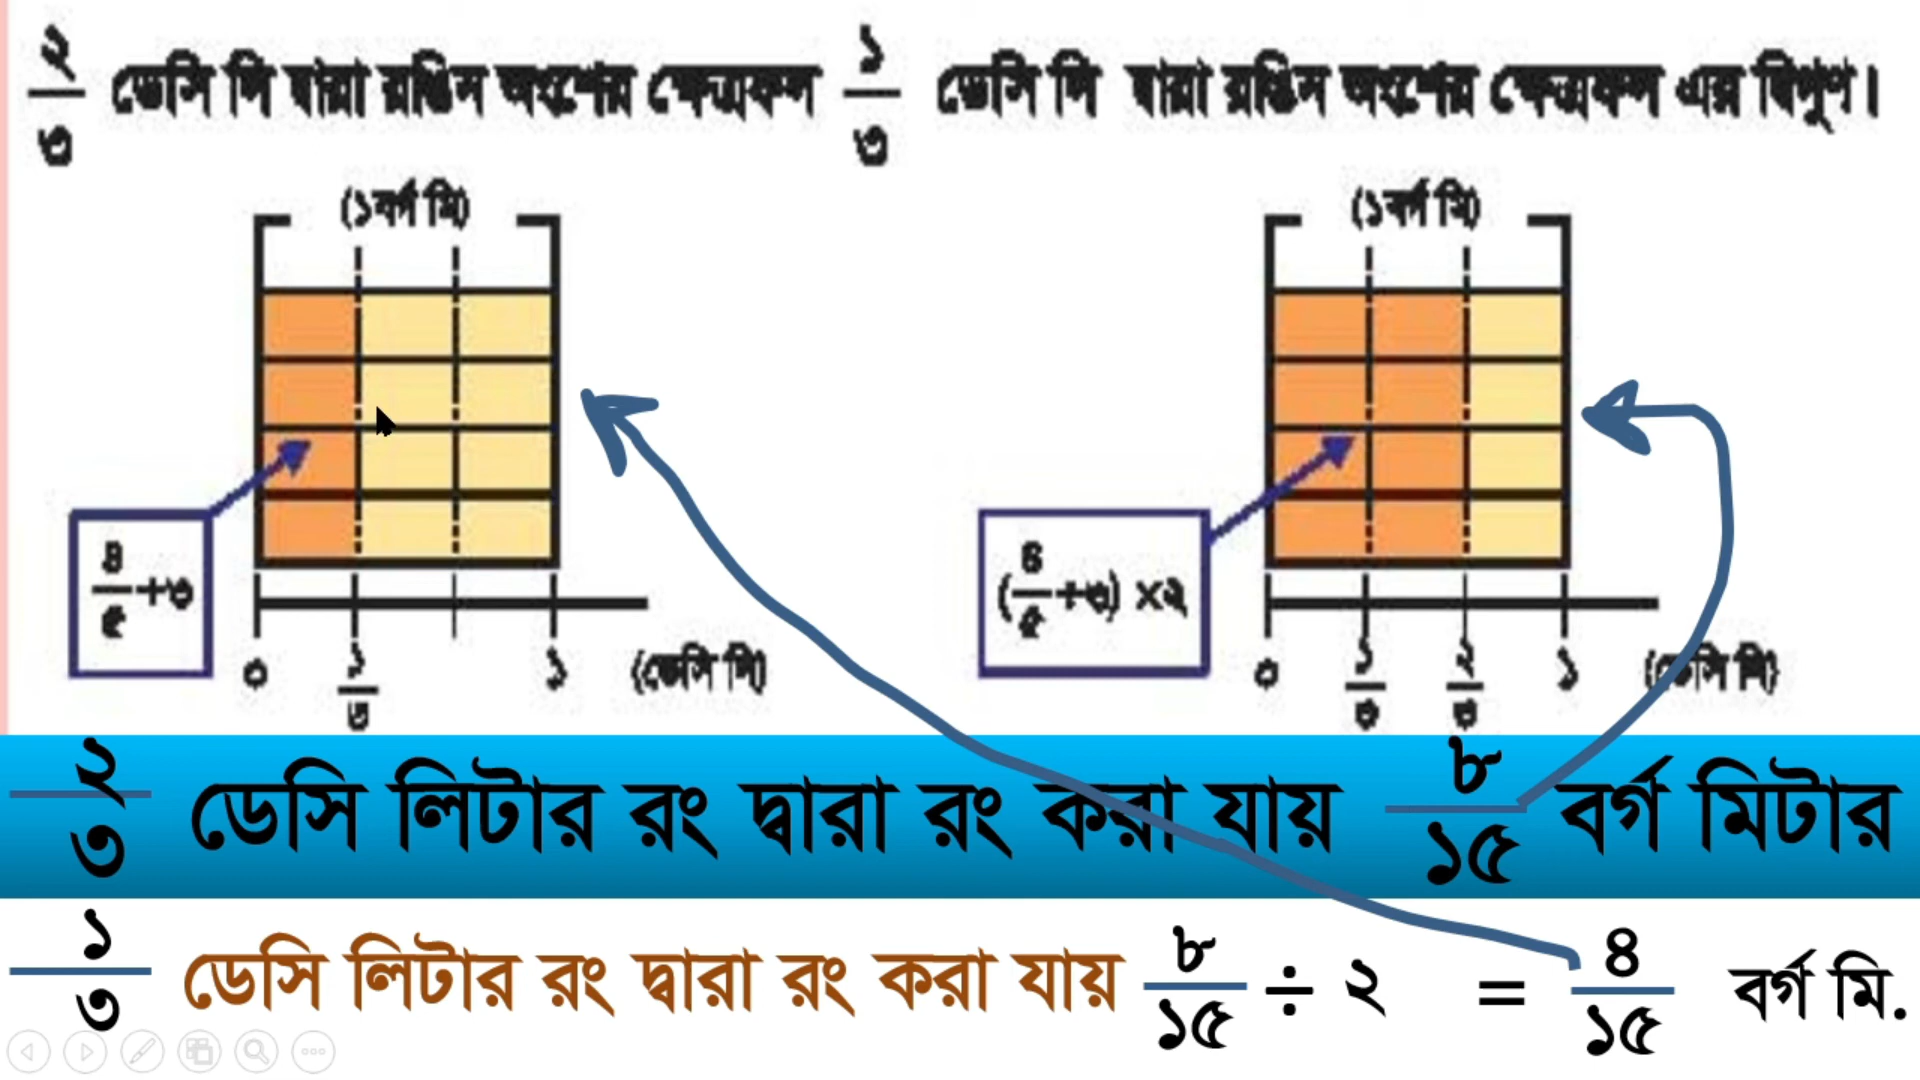 ২/৩ ডেসি লি দ্বারা রঙিন অংশের ক্ষেত্রফল ১/৩ ডেসি লি দ্বারা রঙিন অংশের ক্ষেত্রফল এর দ্বিগুণ।
(১বর্গ মি)
(১বর্গ মি)
৪/৫ ÷৩
(৪/৫ ÷৩) ×২
০ ১/৩ ১ (ডেসি লি)
০ ১/৩ ২/৩ ১ (ডেসি লি)
২/৩ ডেসি লিটার রং দ্বারা রং করা যায় ৮/১৫ বর্গ মিটার
১/৩ ডেসি লিটার রং দ্বারা রং করা যায় ৮/১৫ ÷ ২ = ৪/১৫ বর্গ মি.